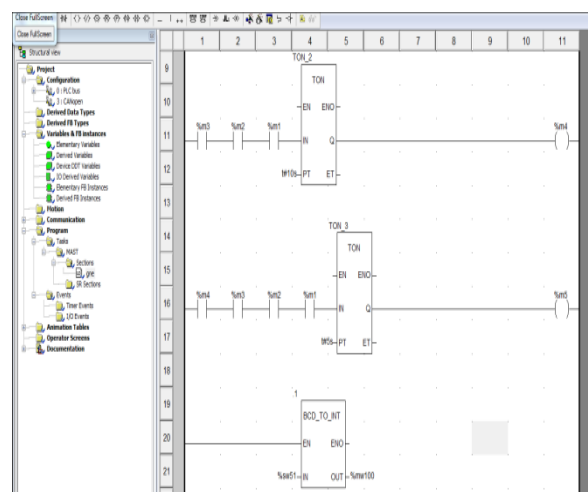 Close FullScreen
Close FullScreen
Structural view
Project
Configuration
0 : PLC bus
3 : CANopen
Derived Data Types
Derived FB Types
Variables & FB instances
Elementary Variables
Derived Variables
Device DDT Variables
IO Derived Variables
Elementary FB Instances
Derived FB Instances
Motion
Communication
Program
Tasks
MAST
Sections
gne
SR Sections
Events
Timer Events
I/O Events
Animation Tables
Operator Screens
Documentation
1 2 3 4 5 6 7 8 9 10 11
9
TON_2
TON
10
EN ENO
11
%m3 %m2 %m1 IN Q %m4
12
t#10s PT ET
13
14
TON_3
TON
15
EN ENO
16
%m4 %m3 %m2 %m1 IN Q %m5
17
t#5s PT ET
18
19
.1
BCD_TO_INT
20
EN ENO
21
%sw51 IN OUT %mw100